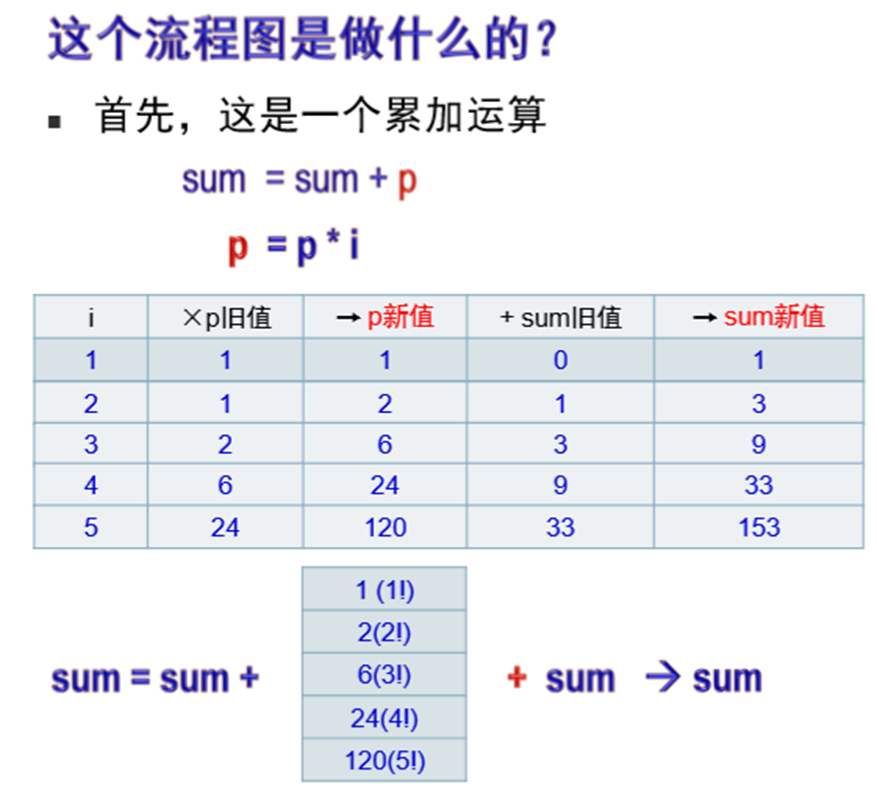 这个流程图是做什么的？
▪ 首先，这是一个累加运算
sum = sum + p
p = p * i
i ×p旧值 → p新值 + sum旧值 → sum新值
1 1 1 0 1
2 1 2 1 3
3 2 6 3 9
4 6 24 9 33
5 24 120 33 153
1 (1!)
2(2!)
6(3!)
24(4!)
120(5!)
sum = sum + + sum → sum